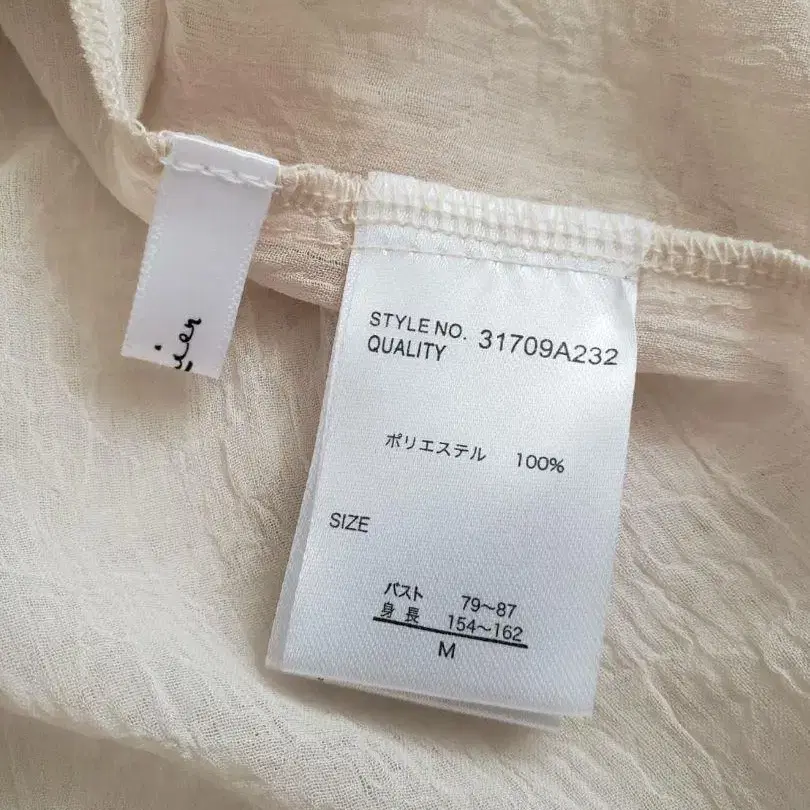 STYLE NO. 31709A232
QUALITY
ポリエステル 100%
SIZE
バスト 79～87
身長 154～162
M